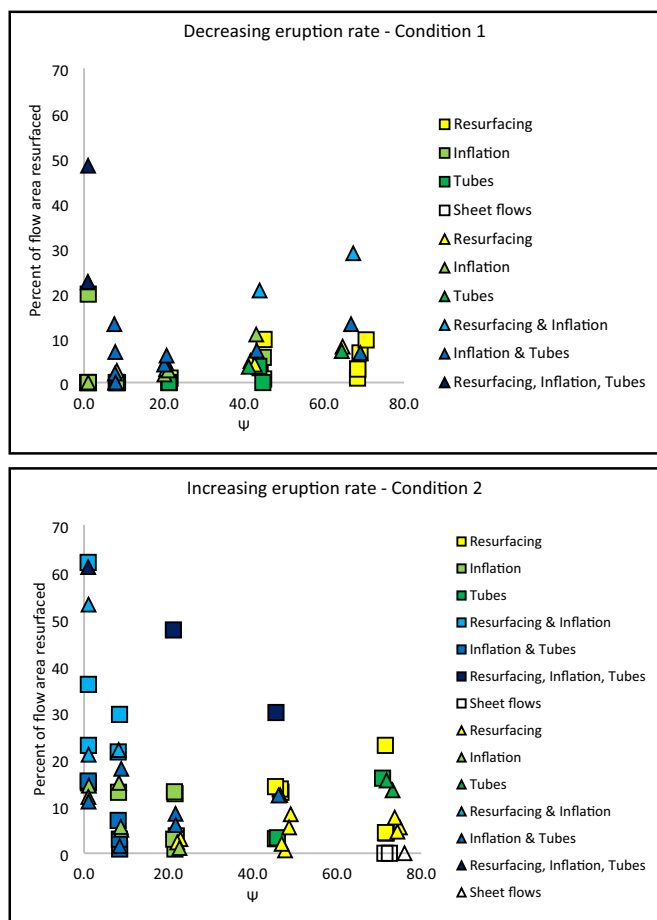 Decreasing eruption rate - Condition 1
70
60
50
40
30
20
10
0
Percent of flow area resurfaced
0.0 20.0 40.0 60.0 80.0
Ψ
Resurfacing
Inflation
Tubes
Sheet flows
Resurfacing
Inflation
Tubes
Resurfacing & Inflation
Inflation & Tubes
Resurfacing, Inflation, Tubes
Increasing eruption rate - Condition 2
70
60
50
40
30
20
10
0
Percent of flow area resurfaced
0.0 20.0 40.0 60.0 80.0
Ψ
Resurfacing
Inflation
Tubes
Resurfacing & Inflation
Inflation & Tubes
Resurfacing, Inflation, Tubes
Sheet flows
Resurfacing
Inflation
Tubes
Resurfacing & Inflation
Inflation & Tubes
Resurfacing, Inflation, Tubes
Sheet flows